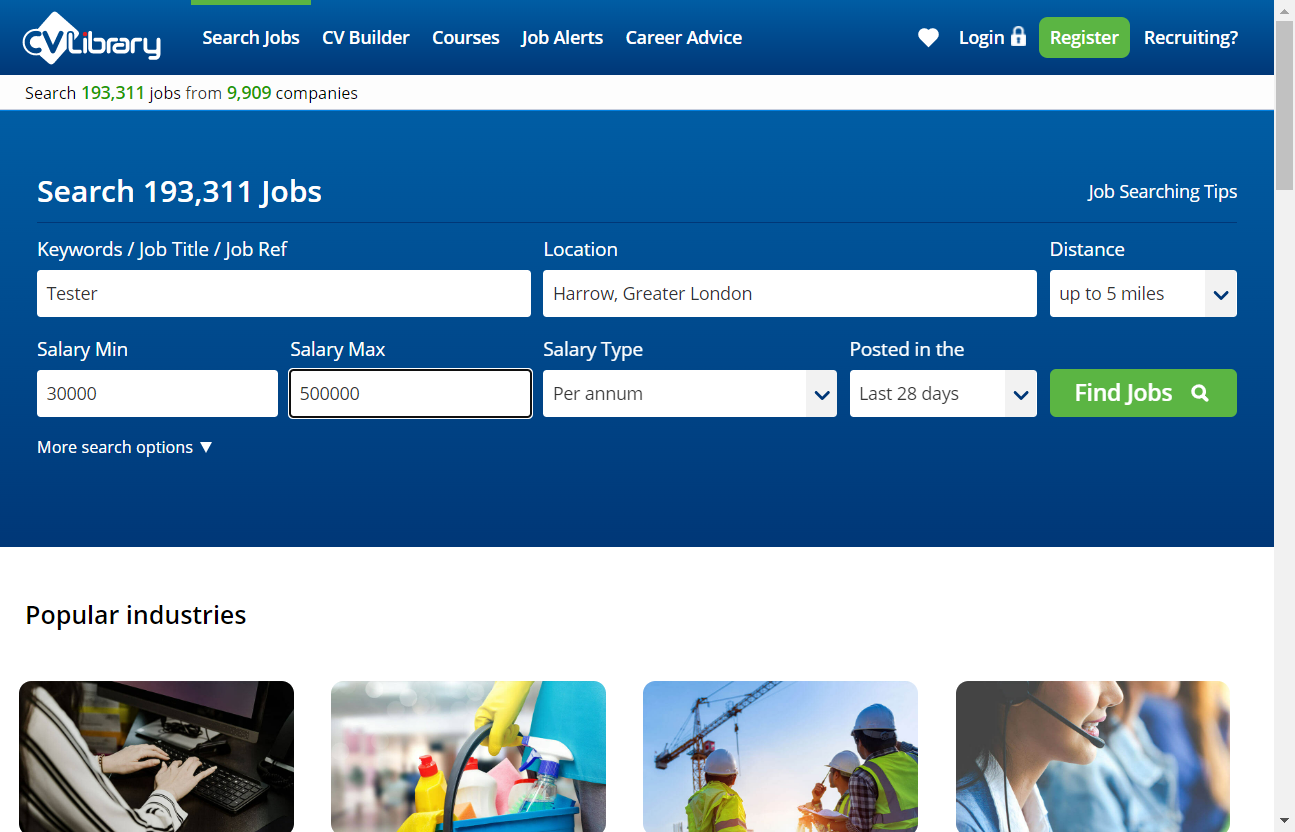 CVLibrary
Search Jobs CV Builder Courses Job Alerts Career Advice Login Register Recruiting?
Search 193,311 jobs from 9,909 companies
Search 193,311 Jobs Job Searching Tips
Keywords / Job Title / Job Ref Location Distance
Tester Harrow, Greater London up to 5 miles
Salary Min Salary Max Salary Type Posted in the
30000 500000 Per annum Last 28 days Find Jobs
More search options ▼
Popular industries